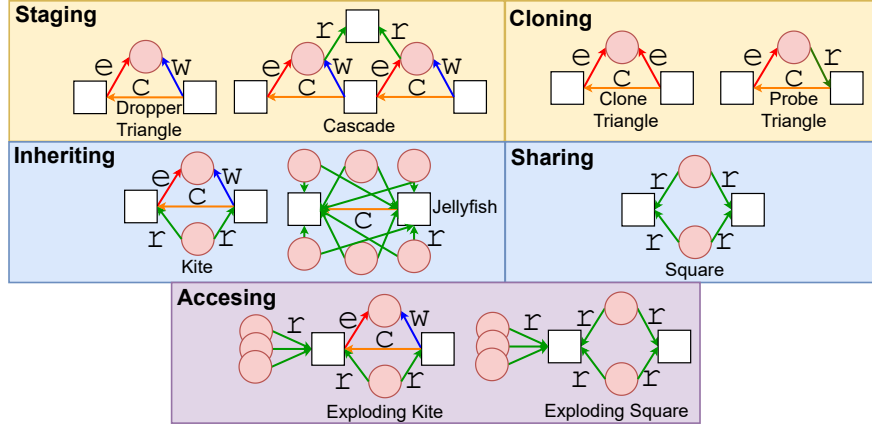 Staging
Cloning
r r
e w e w e w
c c c
Dropper
Triangle
Cascade
e e e r
c c
Clone
Triangle
Probe
Triangle
Inheriting
Sharing
e w
c
r r
Kite
Jellyfish
c
r
r r
r r
Square
Accesing
r e w
c
r r
Exploding Kite
r r r
r r
Exploding Square